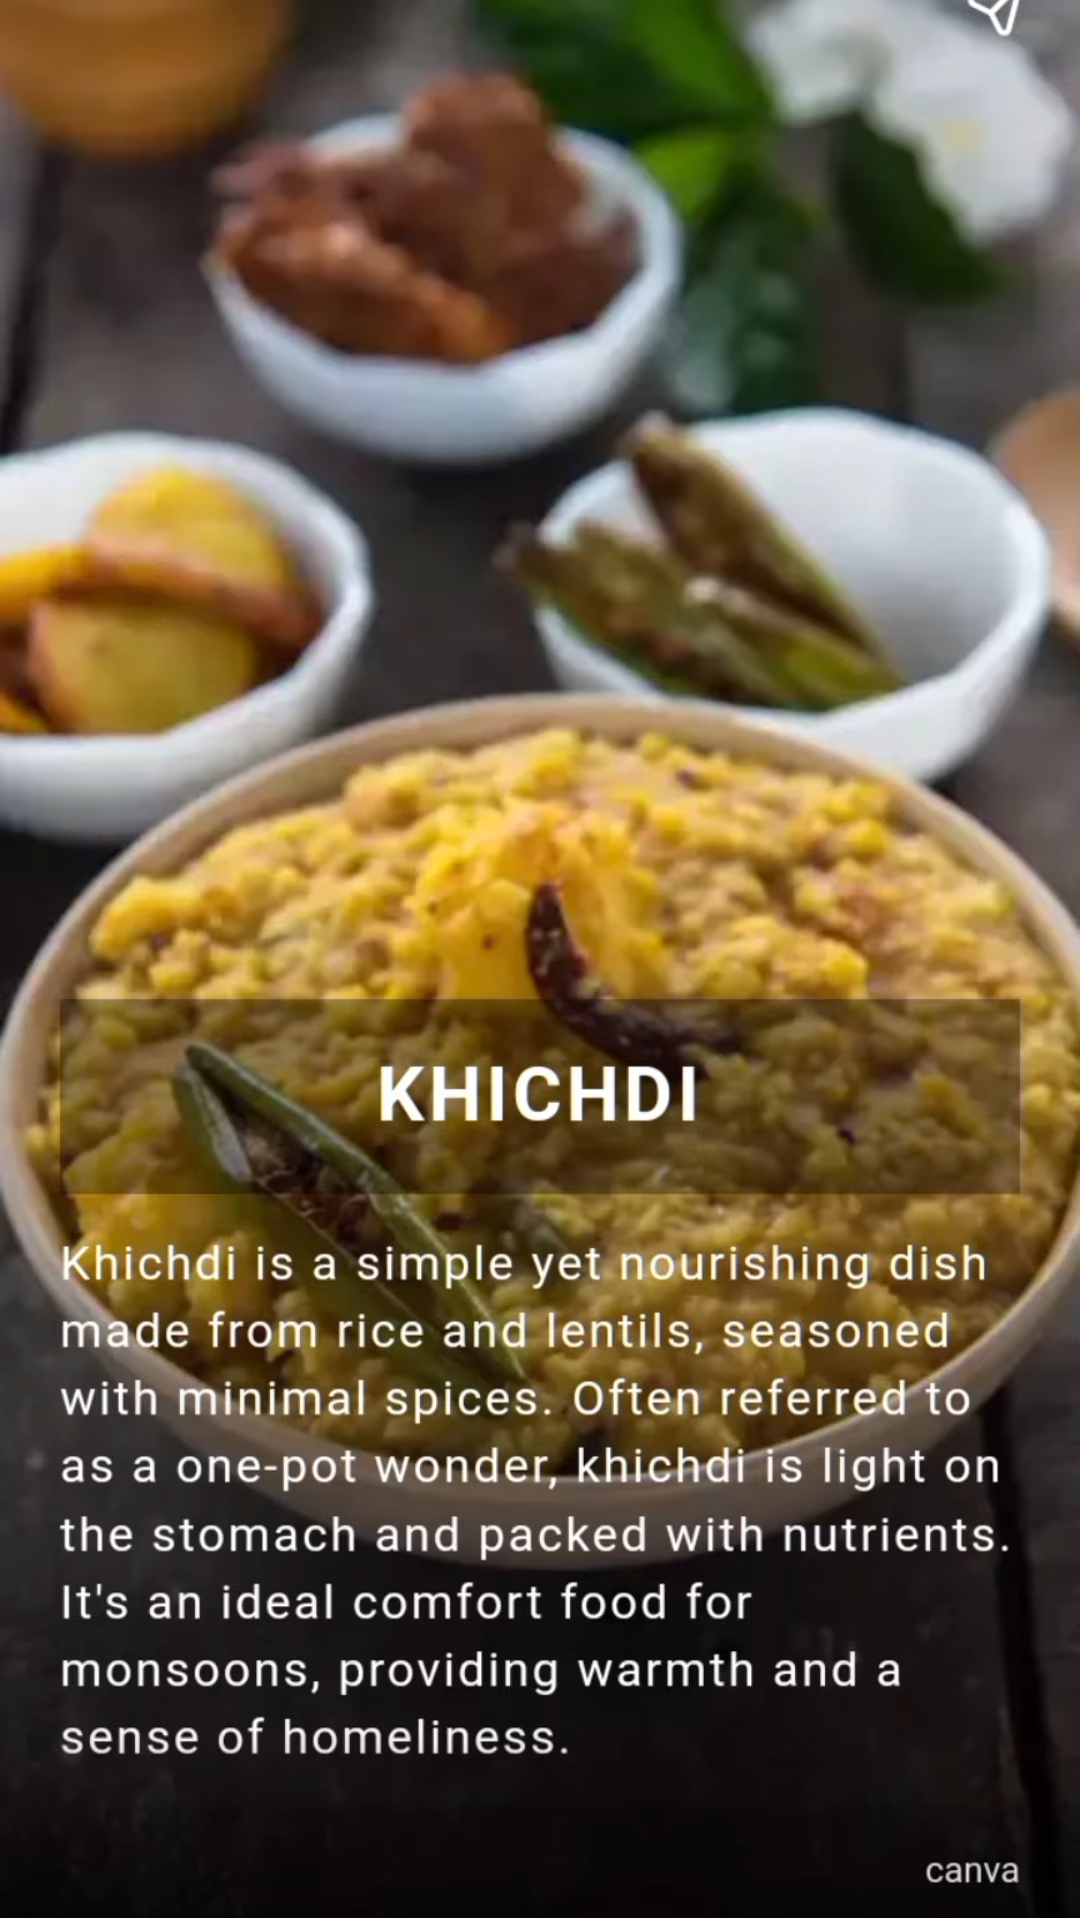 KHICHDI
Khichdi is a simple yet nourishing dish
made from rice and lentils, seasoned
with minimal spices. Often referred to
as a one-pot wonder, khichdi is light on
the stomach and packed with nutrients.
It's an ideal comfort food for
monsoons, providing warmth and a
sense of homeliness.
canva